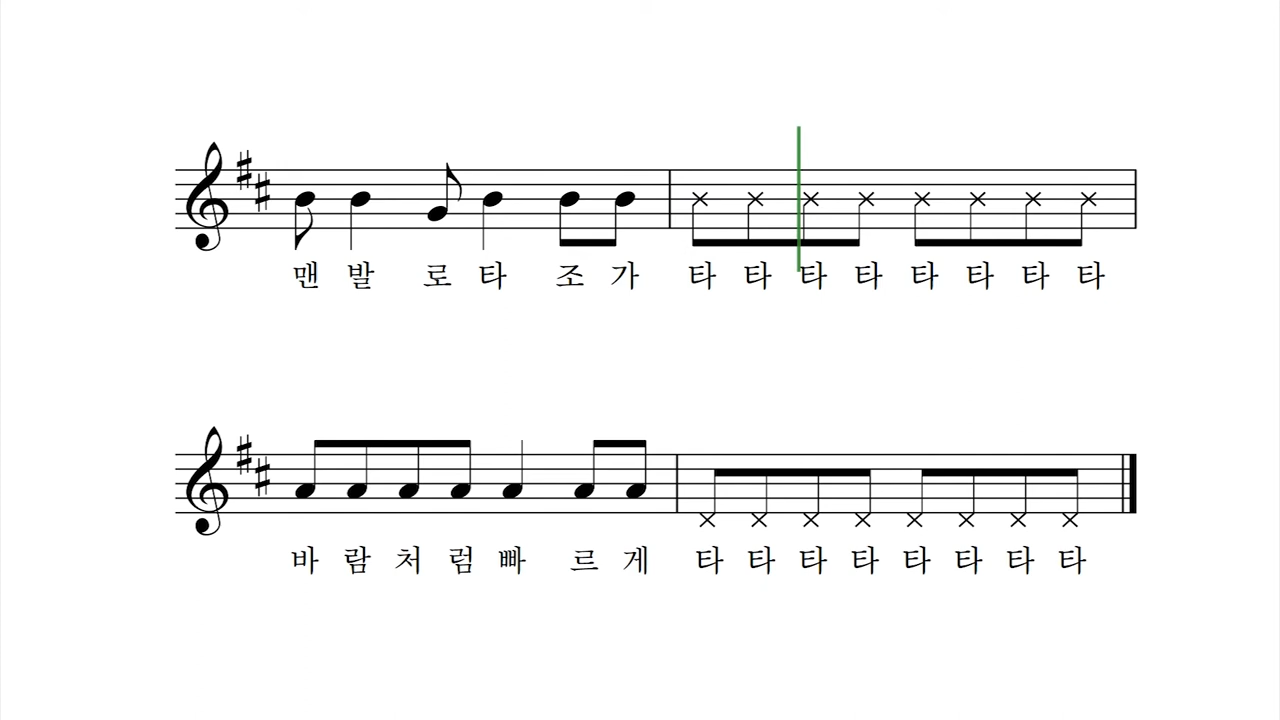 맨 발 로 타 조 가 타 타 타 타 타 타 타 타
바 람 처 럼 빠 르 게 타 타 타 타 타 타 타 타